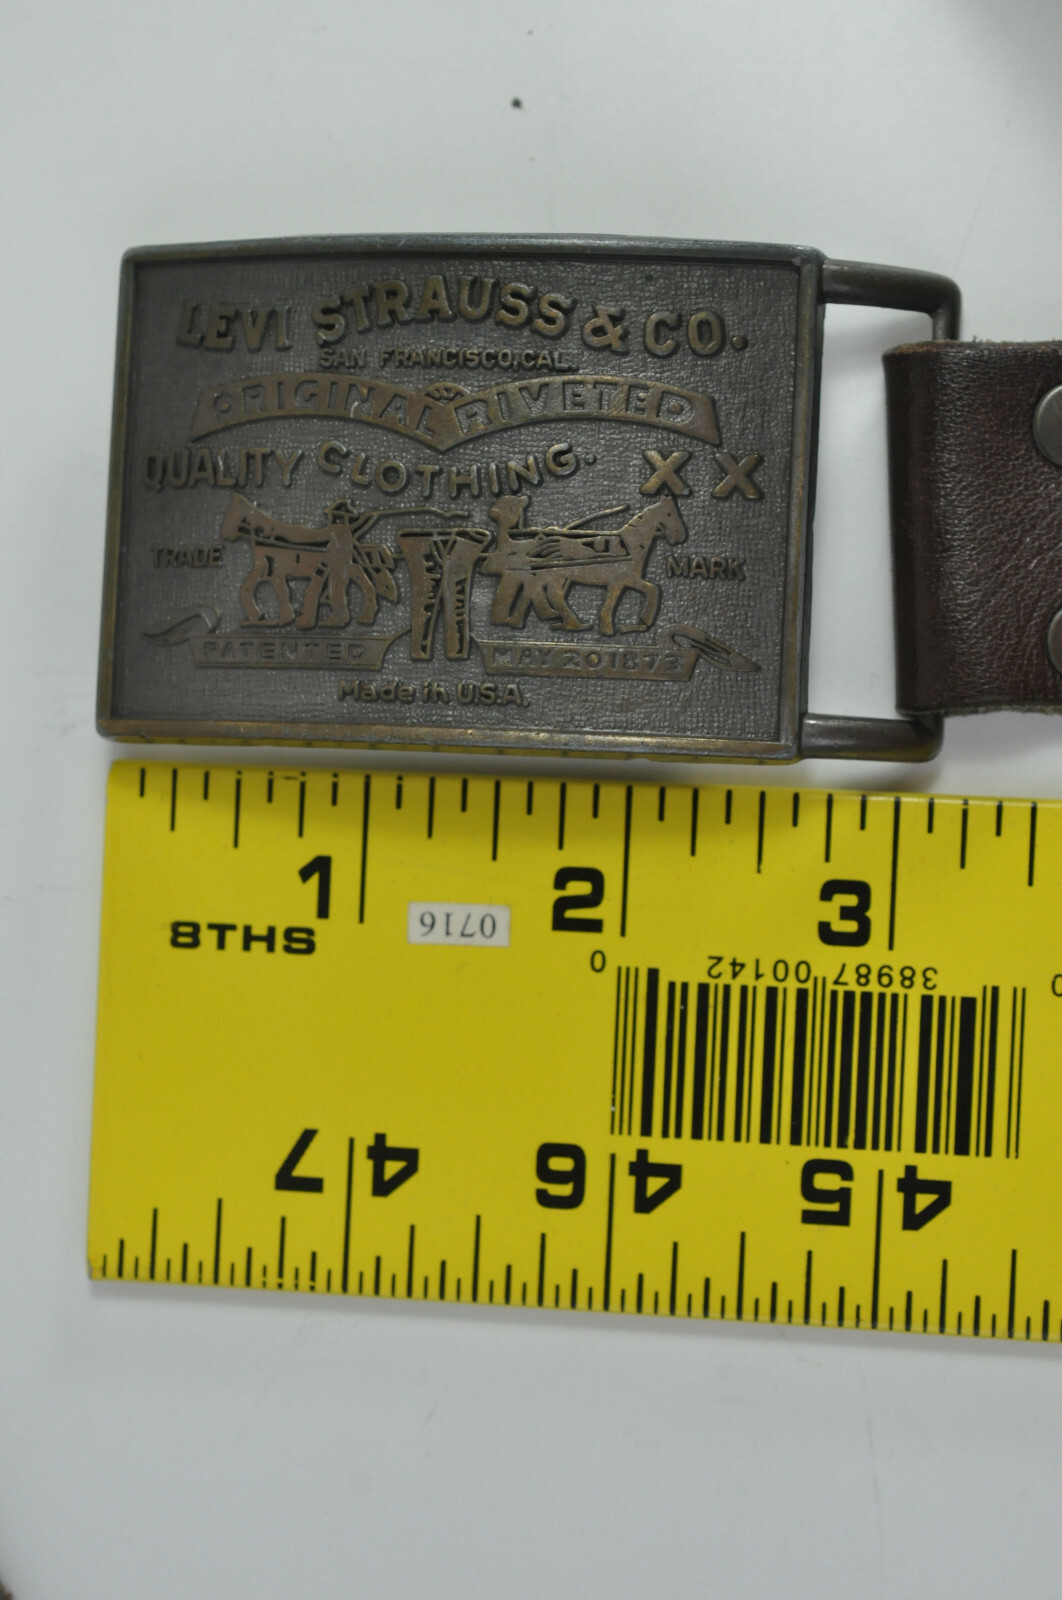 LEVI STRAUSS & CO.
SAN FRANCISCO, CAL.
ORIGINAL RIVETED
QUALITY CLOTHING. XX
TRADE MARK
PATENTED MAY 20 1873
Made in U.S.A.
1 2 3
8THS
0716
0 38987 00142 0
47 46 45